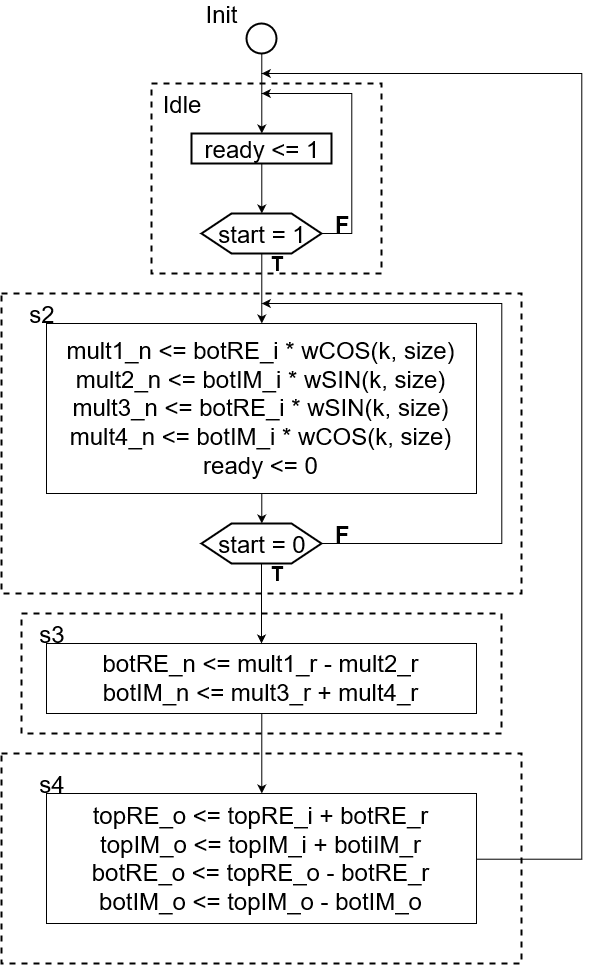 Init
Idle
ready <= 1
start = 1
F
T
s2
mult1_n <= botRE_i * wCOS(k, size)
mult2_n <= botIM_i * wSIN(k, size)
mult3_n <= botRE_i * wSIN(k, size)
mult4_n <= botIM_i * wCOS(k, size)
ready <= 0
start = 0
F
T
s3
botRE_n <= mult1_r - mult2_r
botIM_n <= mult3_r + mult4_r
s4
topRE_o <= topRE_i + botRE_r
topIM_o <= topIM_i + botiIM_r
botRE_o <= topRE_o - botRE_r
botIM_o <= topIM_o - botIM_o